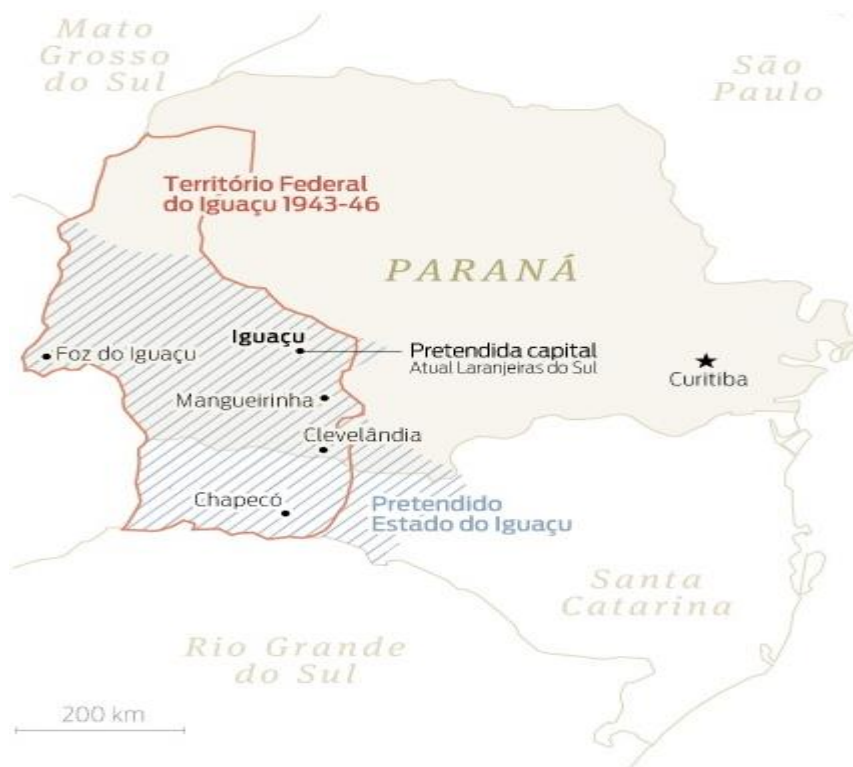 Mato
Grosso
do Sul
São
Paulo
Território Federal
do Iguaçu 1943-46
PARANÁ
Iguaçu
Pretendida capital
Atual Laranjeiras do Sul
Foz do Iguaçu
Curitiba
Mangueirinha
Clevelândia
Chapecó
Pretendido
Estado do Iguaçu
Santa
Catarina
Rio Grande
do Sul
200 km